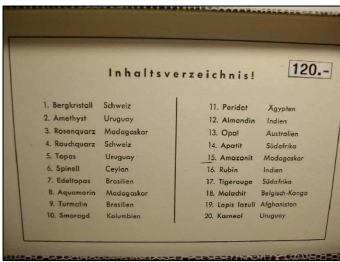 Inhaltsverzeichnis!
120.-
1. Bergkristall Schweiz
2. Amethyst Uruguay
3. Rosenquarz Madagaskar
4. Rauchquarz Schweiz
5. Topas Uruguay
6. Spinell Ceylon
7. Edeltopas Brasilien
8. Aquamarin Madagaskar
9. Turmalin Brasilien
10. Smaragd Kolumbien
11. Peridot Ägypten
12. Almandin Indien
13. Opal Australien
14. Apatit Südafrika
15. Amazonit Madagaskar
16. Rubin Indien
17. Tigerauge Südafrika
18. Malachit Belgisch-Kongo
19. Lapis lazuli Afghanistan
20. Karneol Uruguay